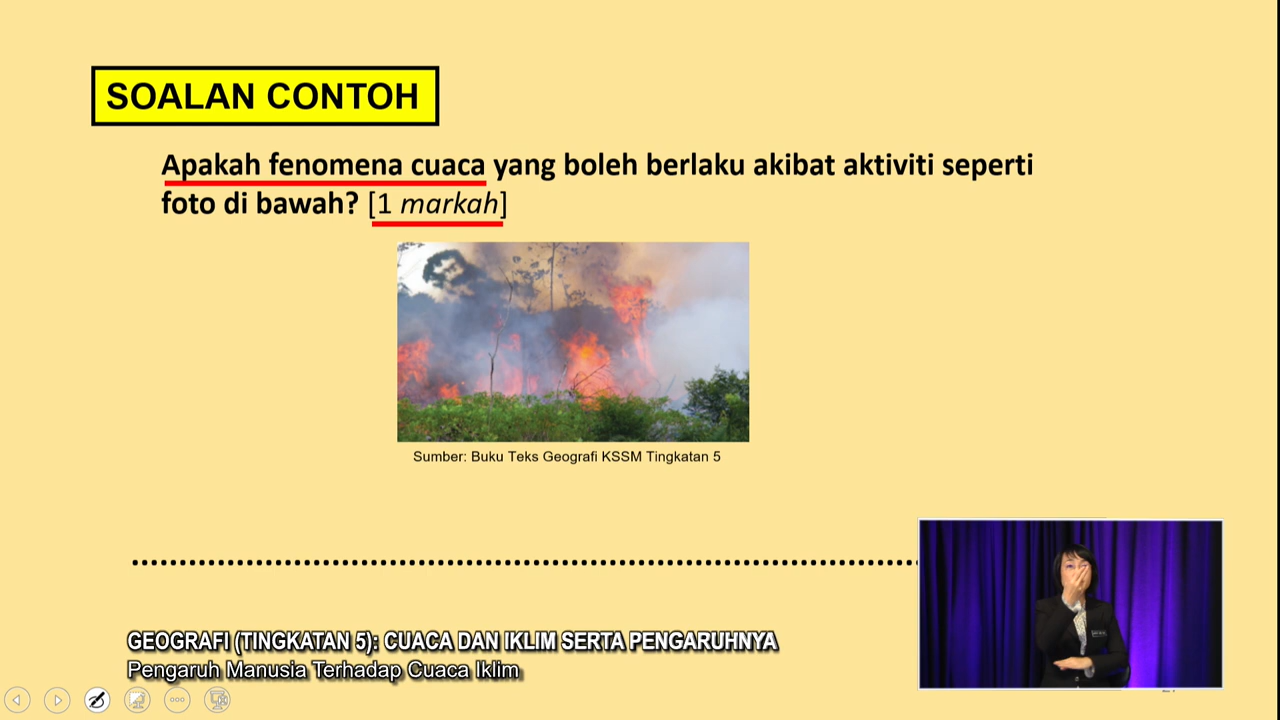 SOALAN CONTOH
Apakah fenomena cuaca yang boleh berlaku akibat aktiviti seperti
foto di bawah? [1 markah]
Sumber: Buku Teks Geografi KSSM Tingkatan 5
GEOGRAFI (TINGKATAN 5): CUACA DAN IKLIM SERTA PENGARUHNYA
Pengaruh Manusia Terhadap Cuaca Iklim